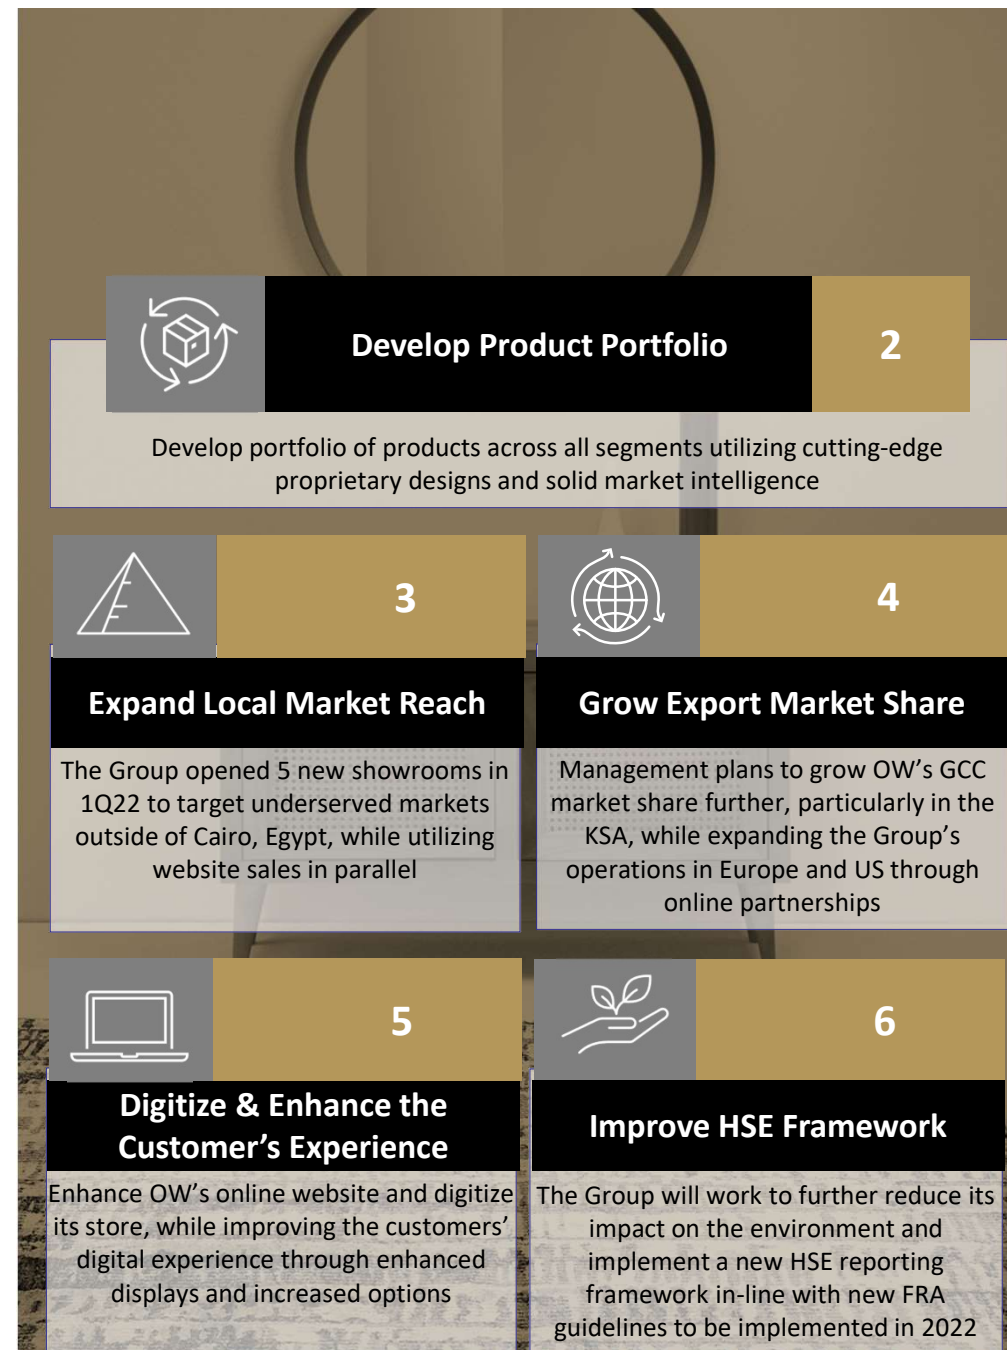 Develop Product Portfolio
2
Develop portfolio of products across all segments utilizing cutting-edge
proprietary designs and solid market intelligence
3
Expand Local Market Reach
The Group opened 5 new showrooms in
1Q22 to target underserved markets
outside of Cairo, Egypt, while utilizing
website sales in parallel
4
Grow Export Market Share
Management plans to grow OW’s GCC
market share further, particularly in the
KSA, while expanding the Group’s
operations in Europe and US through
online partnerships
5
Digitize & Enhance the
Customer’s Experience
Enhance OW’s online website and digitize
its store, while improving the customers’
digital experience through enhanced
displays and increased options
6
Improve HSE Framework
The Group will work to further reduce its
impact on the environment and
implement a new HSE reporting
framework in-line with new FRA
guidelines to be implemented in 2022